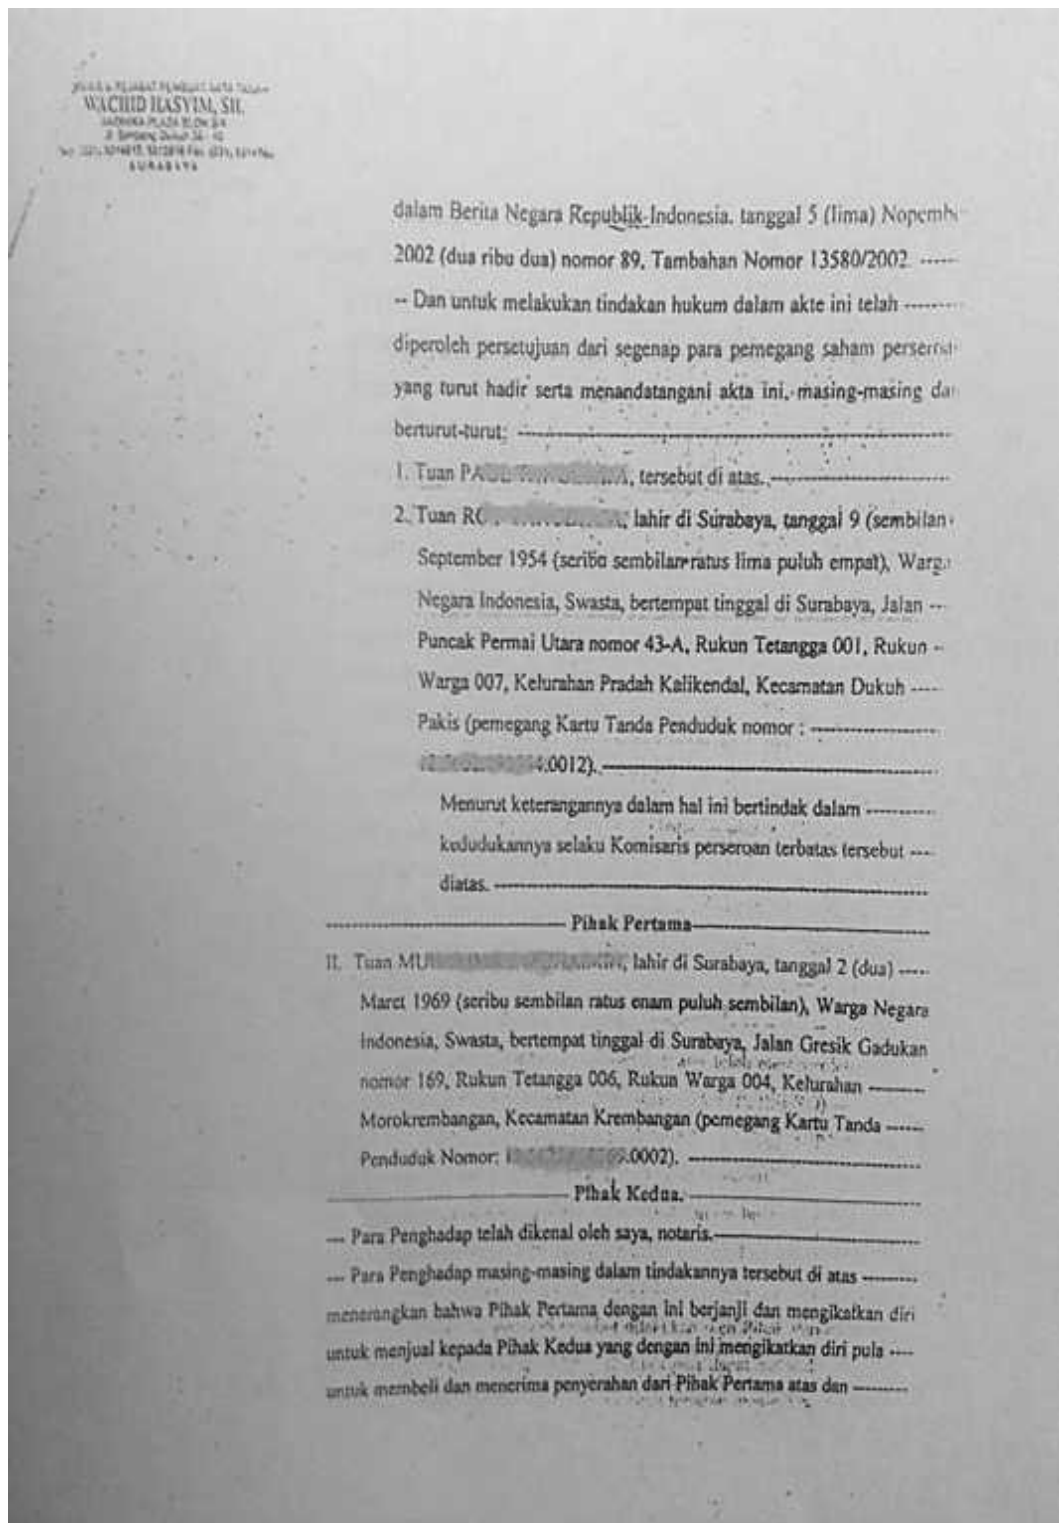 WACHID HASYIM, SH.
SURABAYA
dalam Berita Negara Republik Indonesia. tanggal 5 (lima) Nopemb
2002 (dua ribu dua) nomor 89, Tambahan Nomor 13580/2002. -----
-- Dan untuk melakukan tindakan hukum dalam akte ini telah ---------
diperoleh persetujuan dari segenap para pemegang saham perseroa
yang turut hadir serta menandatangani akta ini, masing-masing da
berturut-turut: ----------
1. Tuan PA , tersebut di atas. ----------
2. Tuan RO , lahir di Surabaya, tanggal 9 (sembilan
September 1954 (seribu sembilan ratus lima puluh empat), Warga
Negara Indonesia, Swasta, bertempat tinggal di Surabaya, Jalan ---
Puncak Permai Utara nomor 43-A, Rukun Tetangga 001, Rukun --
Warga 007, Kelurahan Pradah Kalikendal, Kecamatan Dukuh -----
Pakis (pemegang Kartu Tanda Penduduk nomor : ----------
.0012). ----------
Menurut keterangannya dalam hal ini bertindak dalam ----------
kedudukannya selaku Komisaris perseroan terbatas tersebut ----
diatas. ----------
---------- Pihak Pertama----------
II. Tuan MU , lahir di Surabaya, tanggal 2 (dua) -----
Maret 1969 (seribu sembilan ratus enam puluh sembilan), Warga Negara
Indonesia, Swasta, bertempat tinggal di Surabaya, Jalan Gresik Gadukan
nomor 169, Rukun Tetangga 006, Rukun Warga 004, Kelurahan ---------
Morokrembangan, Kecamatan Krembangan (pemegang Kartu Tanda ------
Penduduk Nomor: .0002). ----------
---------- Pihak Kedua. ----------
--- Para Penghadap telah dikenal oleh saya, notaris.----------
--- Para Penghadap masing-masing dalam tindakannya tersebut di atas ---------
menerangkan bahwa Pihak Pertama dengan ini berjanji dan mengikatkan diri
untuk menjual kepada Pihak Kedua yang dengan ini mengikatkan diri pula ----
untuk membeli dan menerima penyerahan dari Pihak Pertama atas dan ---------